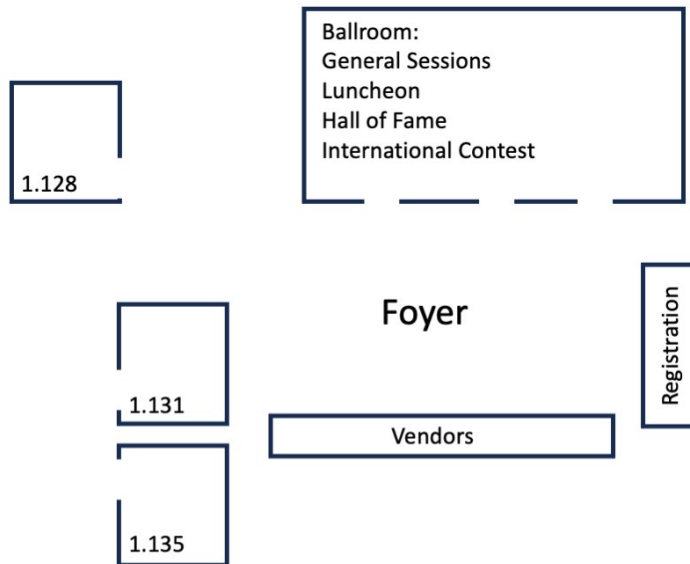 Ballroom:
General Sessions
Luncheon
Hall of Fame
International Contest
1.128
Foyer
Registration
1.131
Vendors
1.135